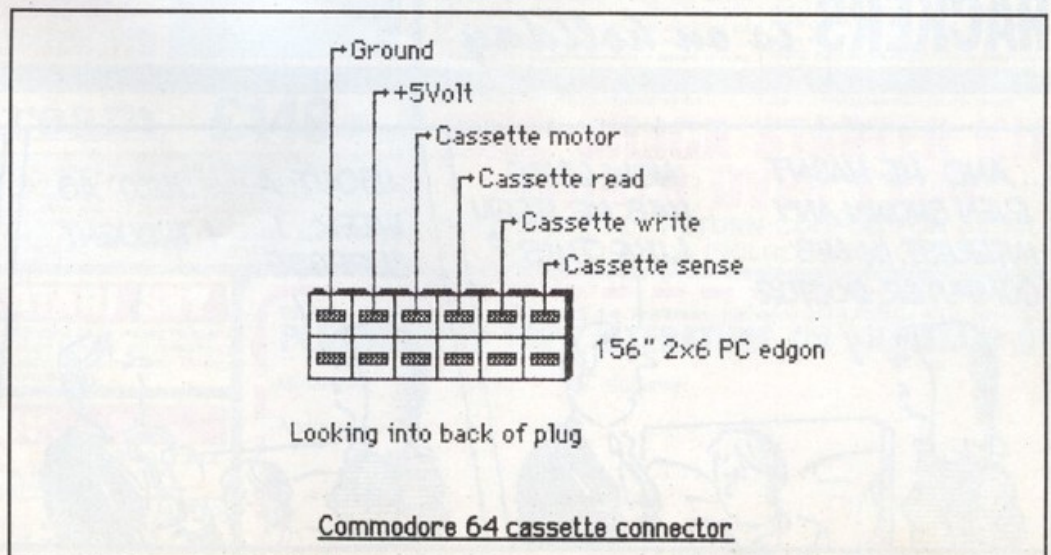 Ground
+5Volt
Cassette motor
Cassette read
Cassette write
Cassette sense
156" 2x6 PC edgon
Looking into back of plug
Commodore 64 cassette connector